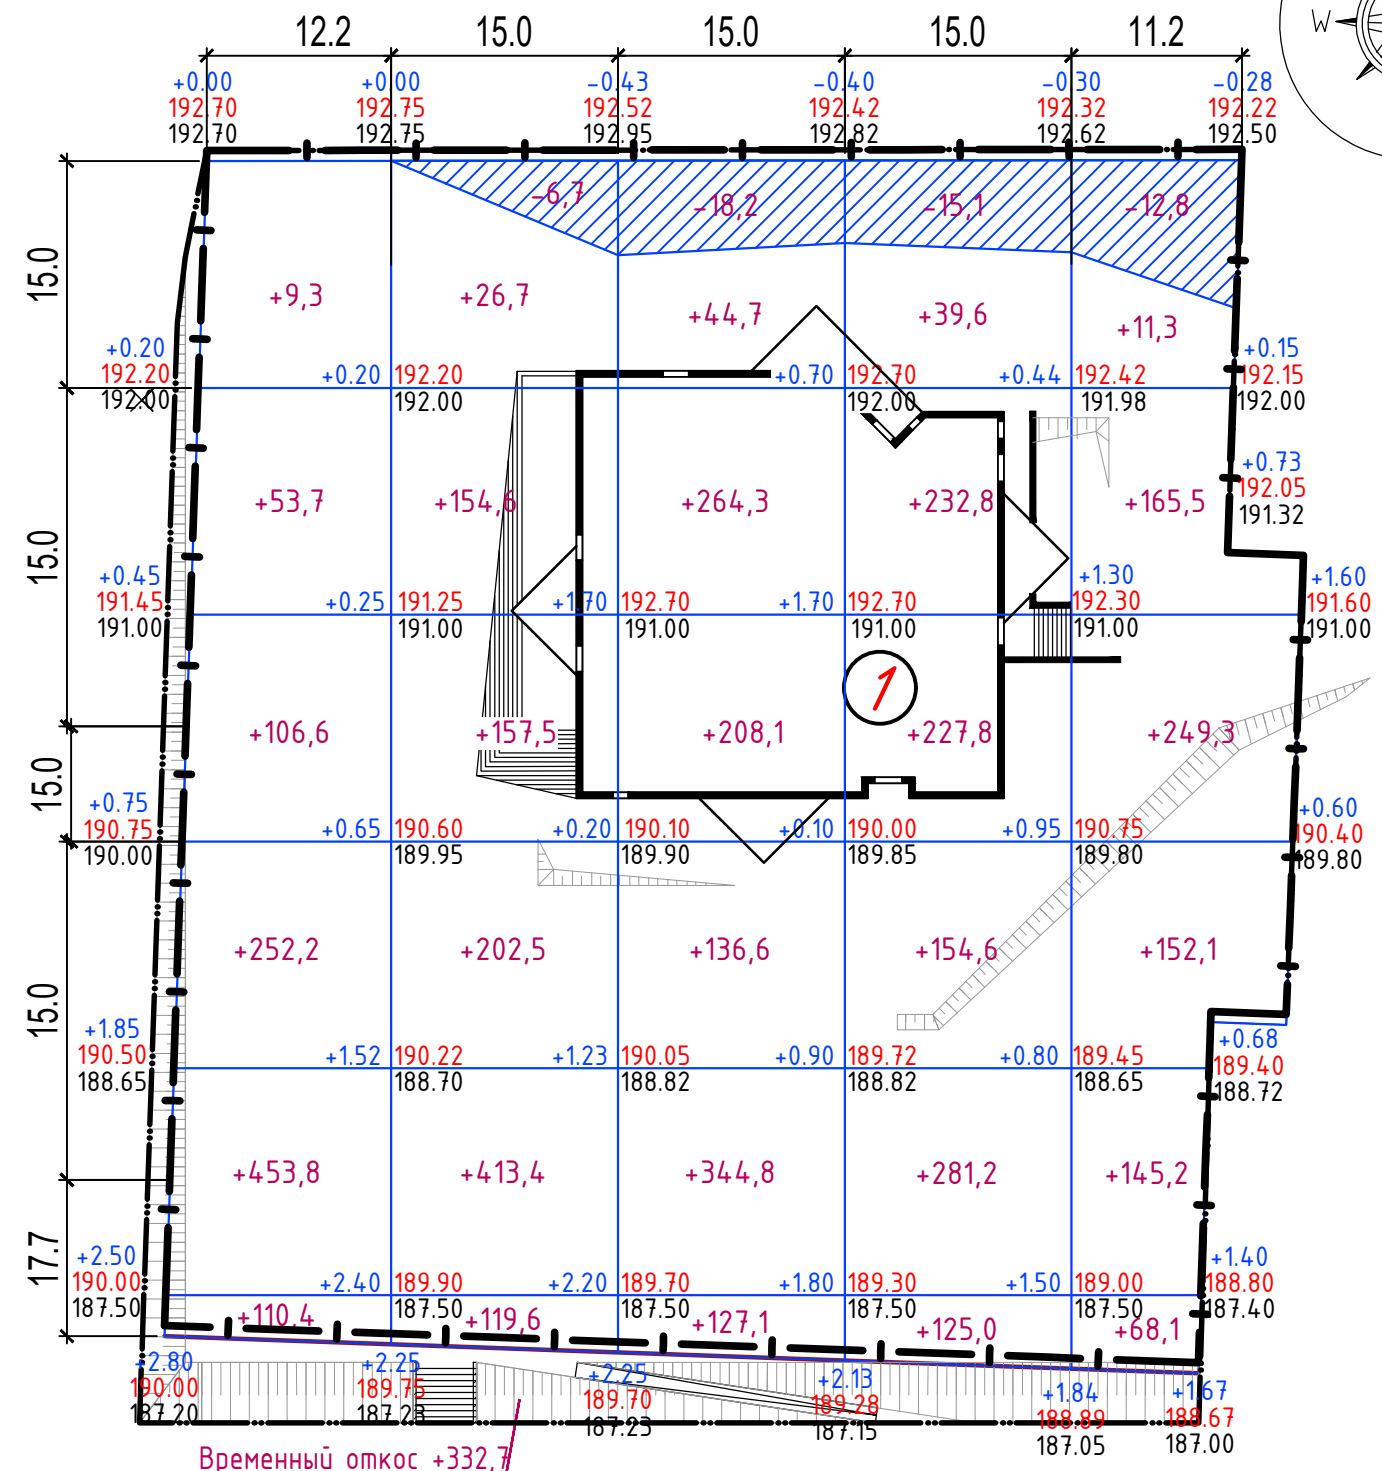 12.2 15.0 15.0 15.0 11.2
W
+0.00 +0.00 -0.43 -0.40 -0.30 -0.28
192.70 192.75 192.52 192.42 192.32 192.22
192.70 192.75 192.95 192.82 192.62 192.50
-6,7 -18,2 -15,1 -12,8
15.0
+9,3 +26,7 +44,7 +39,6 +11,3
+0.20 +0.20 192.20 +0.70 192.70 +0.44 192.42 +0.15
192.20 192.00 192.00 191.98 192.15
192.00 192.00
+0.73
192.05
191.32
+53,7 +154,6 +264,3 +232,8 +165,5
15.0
+0.45 +0.25 191.25 +1.70 192.70 +1.70 192.70 +1.30 +1.60
191.45 191.00 191.00 191.00 192.30 191.60
191.00 191.00 191.00
1
+106,6 +157,5 +208,1 +227,8 +249,3
15.0
+0.75 +0.65 190.60 +0.20 190.10 +0.10 190.00 +0.95 190.75 +0.60
190.75 189.95 189.90 189.85 189.80 190.40
190.00 189.80
+252,2 +202,5 +136,6 +154,6 +152,1
15.0
+1.85 +1.52 190.22 +1.23 190.05 +0.90 189.72 +0.80 189.45 +0.68
190.50 188.70 188.82 188.82 188.65 189.40
188.65 188.72
+453,8 +413,4 +344,8 +281,2 +145,2
17.7
+2.50 +2.40 189.90 +2.20 189.70 +1.80 189.30 +1.50 189.00 +1.40
190.00 187.50 187.50 187.50 187.50 188.80
187.50 187.40
+110,4 +119,6 +127,1 +125,0 +68,1
+2.80 +2.25 +2.25 +2.13 +1.84 +1.67
190.00 189.75 189.70 189.28 188.89 188.67
187.20 187.23 187.23 187.15 187.05 187.00
Временный откос +332,7